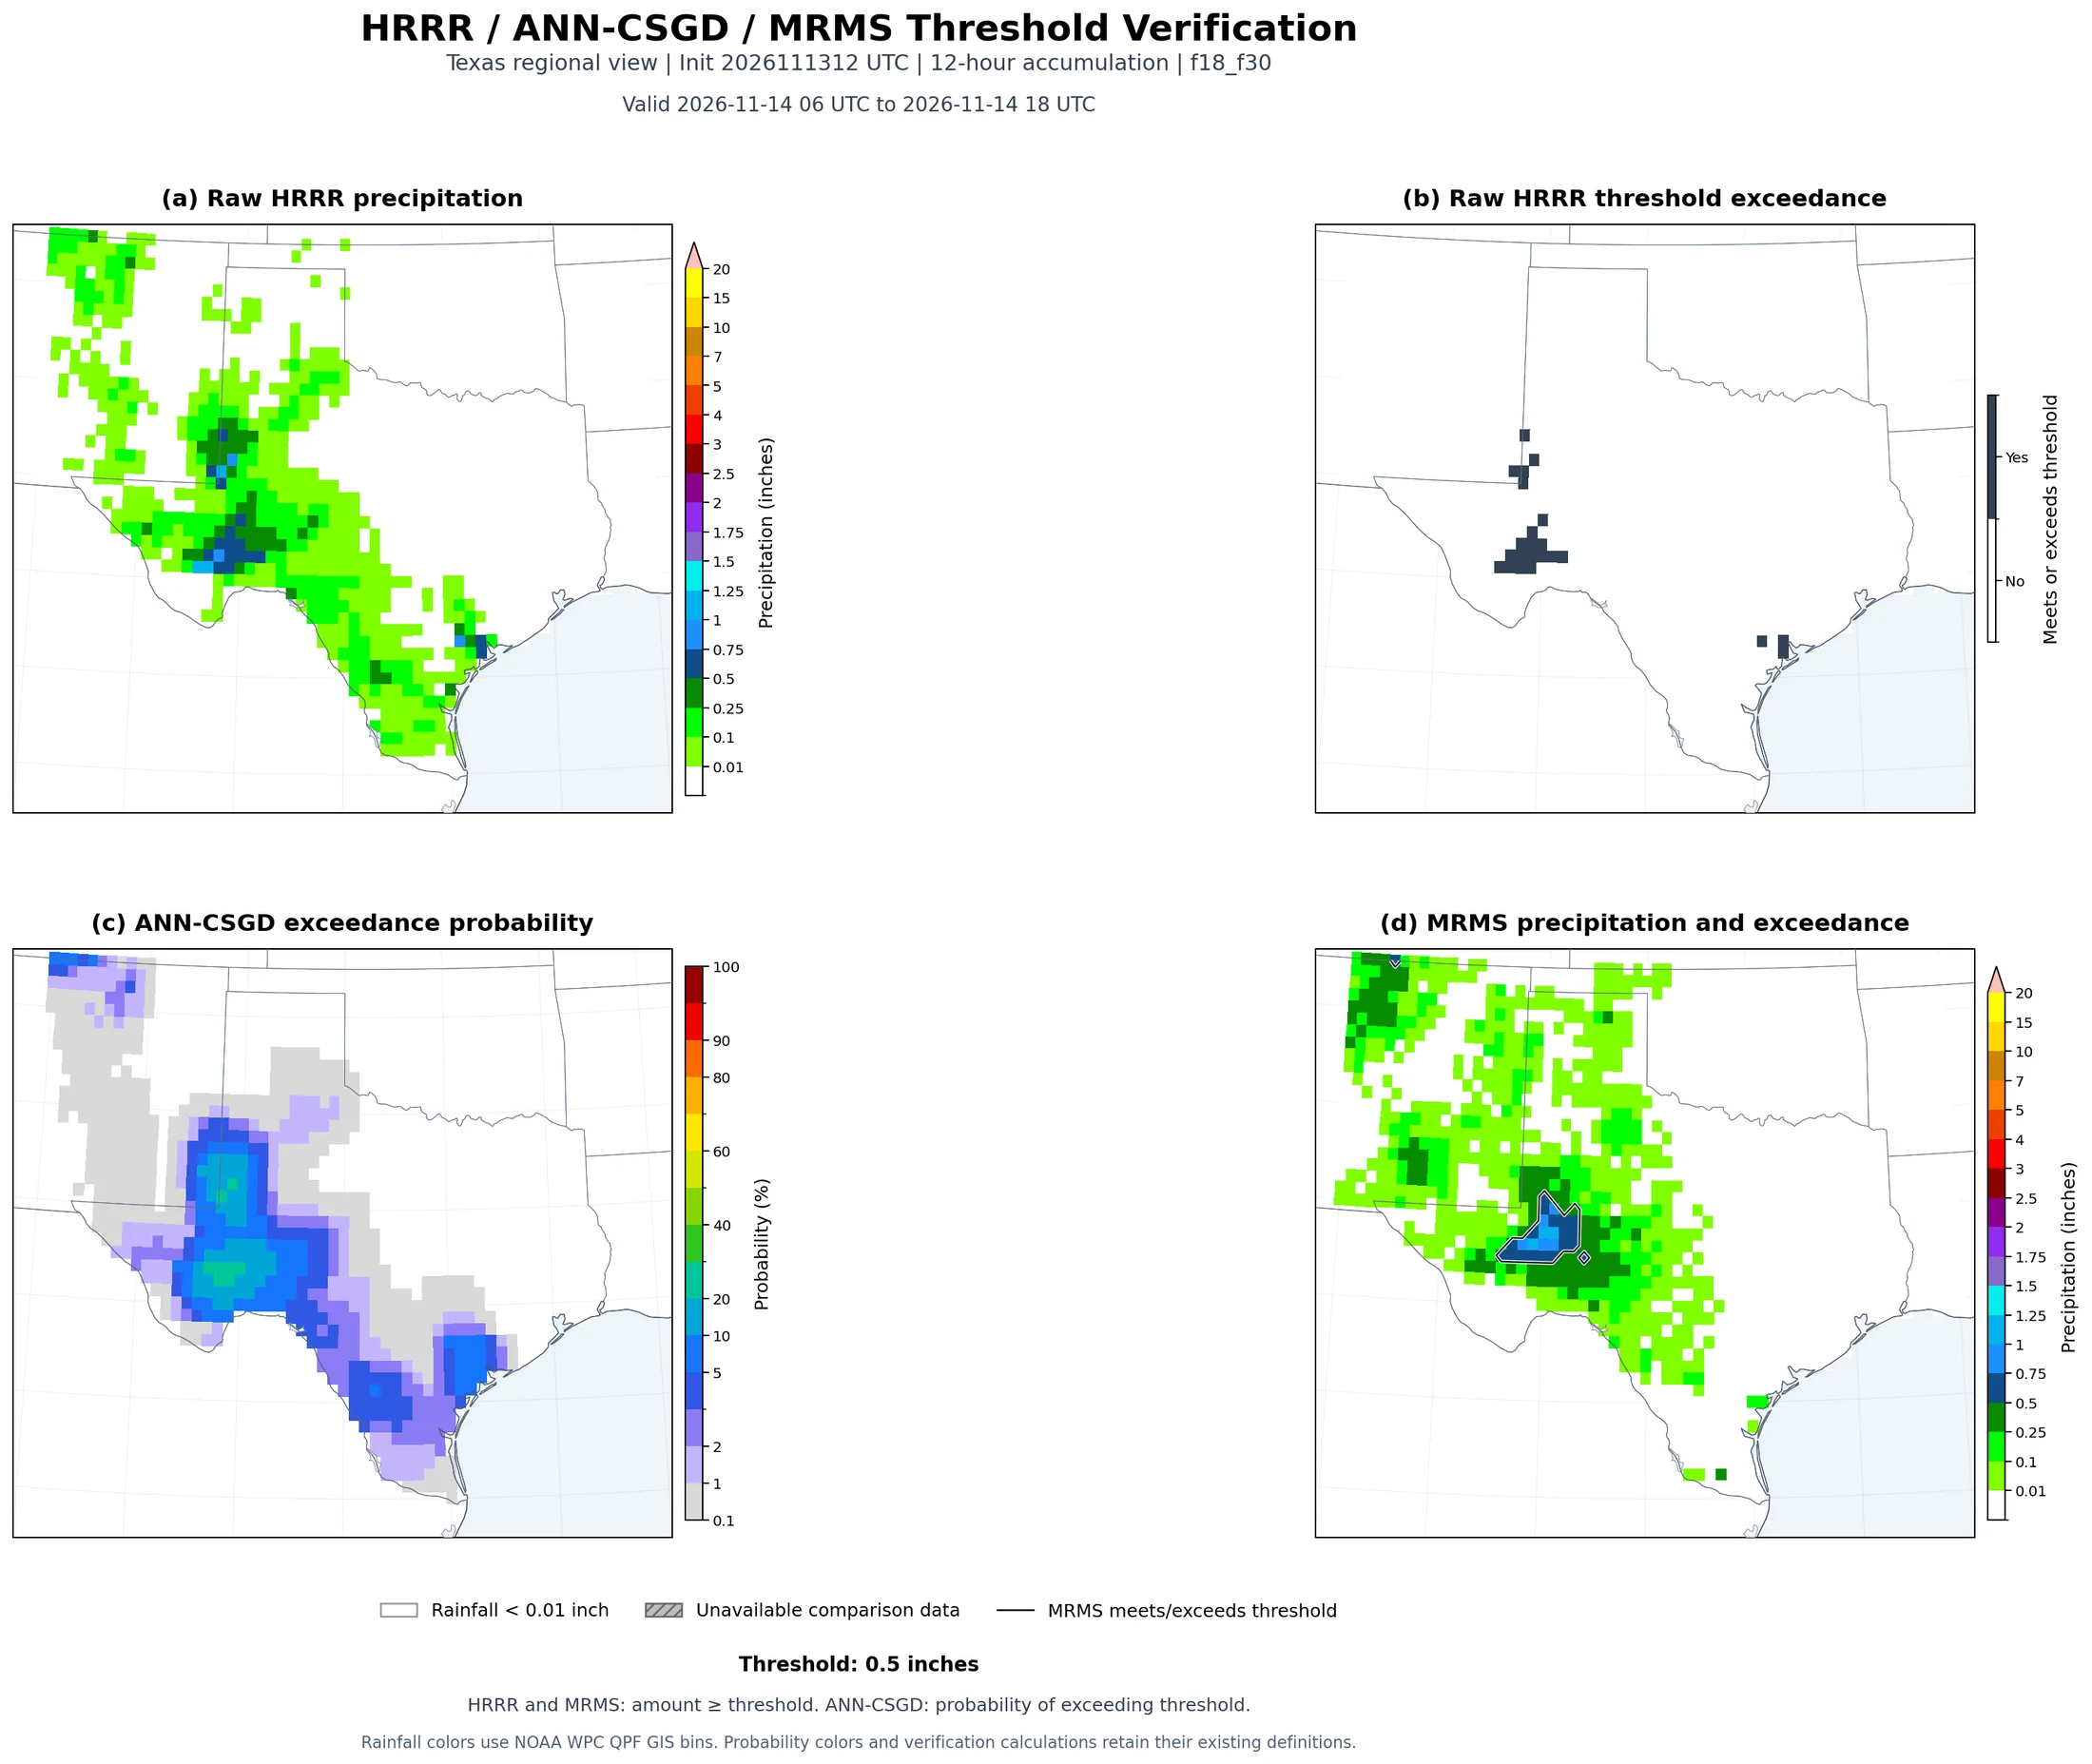 HRRR / ANN-CSGD / MRMS Threshold Verification
Texas regional view | Init 2026111312 UTC | 12-hour accumulation | f18_f30
Valid 2026-11-14 06 UTC to 2026-11-14 18 UTC
(a) Raw HRRR precipitation
20
15
10
7
5
4
3
2.5
2
1.75
1.5
1.25
1
0.75
0.5
0.25
0.1
0.01
Precipitation (inches)
(b) Raw HRRR threshold exceedance
Yes
No
Meets or exceeds threshold
(c) ANN-CSGD exceedance probability
100
90
80
60
40
20
10
5
2
1
0.1
Probability (%)
(d) MRMS precipitation and exceedance
20
15
10
7
5
4
3
2.5
2
1.75
1.5
1.25
1
0.75
0.5
0.25
0.1
0.01
Precipitation (inches)
Rainfall < 0.01 inch
Unavailable comparison data
MRMS meets/exceeds threshold
Threshold: 0.5 inches
HRRR and MRMS: amount ≥ threshold. ANN-CSGD: probability of exceeding threshold.
Rainfall colors use NOAA WPC QPF GIS bins. Probability colors and verification calculations retain their existing definitions.